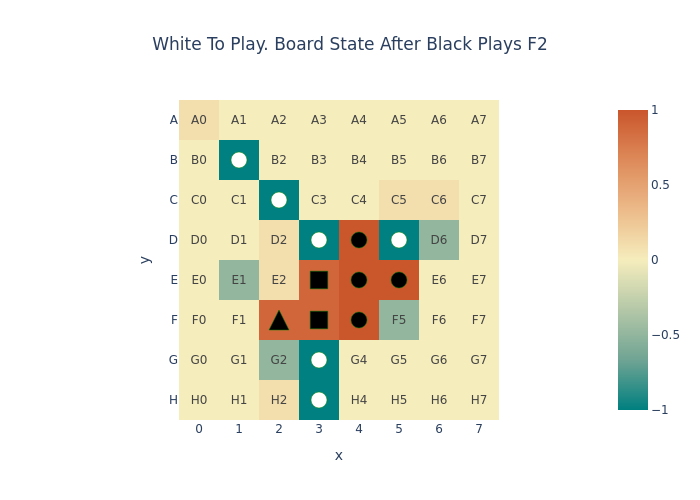 White To Play. Board State After Black Plays F2
A A0 A1 A2 A3 A4 A5 A6 A7
B B0 B2 B3 B4 B5 B6 B7
C C0 C1 C3 C4 C5 C6 C7
D D0 D1 D2 D6 D7
E E0 E1 E2 E6 E7
F F0 F1 F5 F6 F7
G G0 G1 G2 G4 G5 G6 G7
H H0 H1 H2 H4 H5 H6 H7
0 1 2 3 4 5 6 7
x
y
1
0.5
0
−0.5
−1